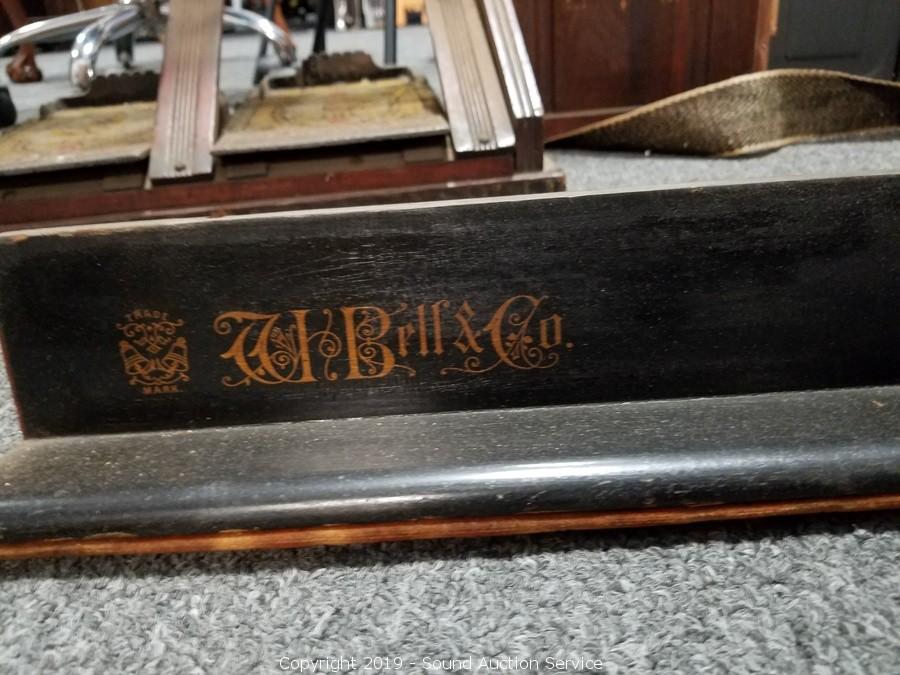 TRADE
MARK
W. Bell & Co.
Copyright 2019 - Sound Auction Service